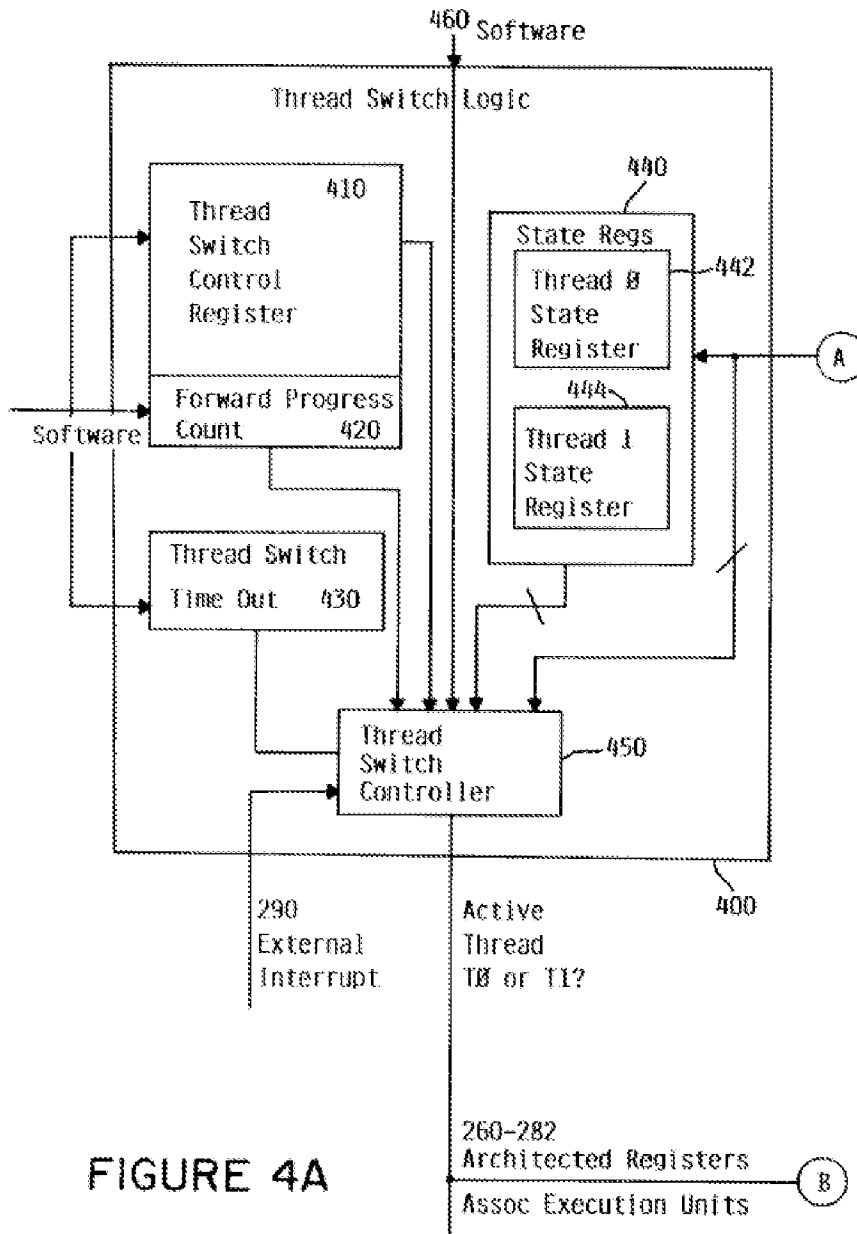 460 Software
Thread Switch Logic
410
Thread
Switch
Control
Register
Forward Progress
Count 420
Software
Thread Switch
Time Out 430
440
State Regs
442
Thread 0
State
Register
444
Thread 1
State
Register
A
Thread
Switch
Controller
450
400
290
External
Interrupt
Active
Thread
T0 or T1?
260-282
Architected Registers
B
Assoc Execution Units
FIGURE 4A